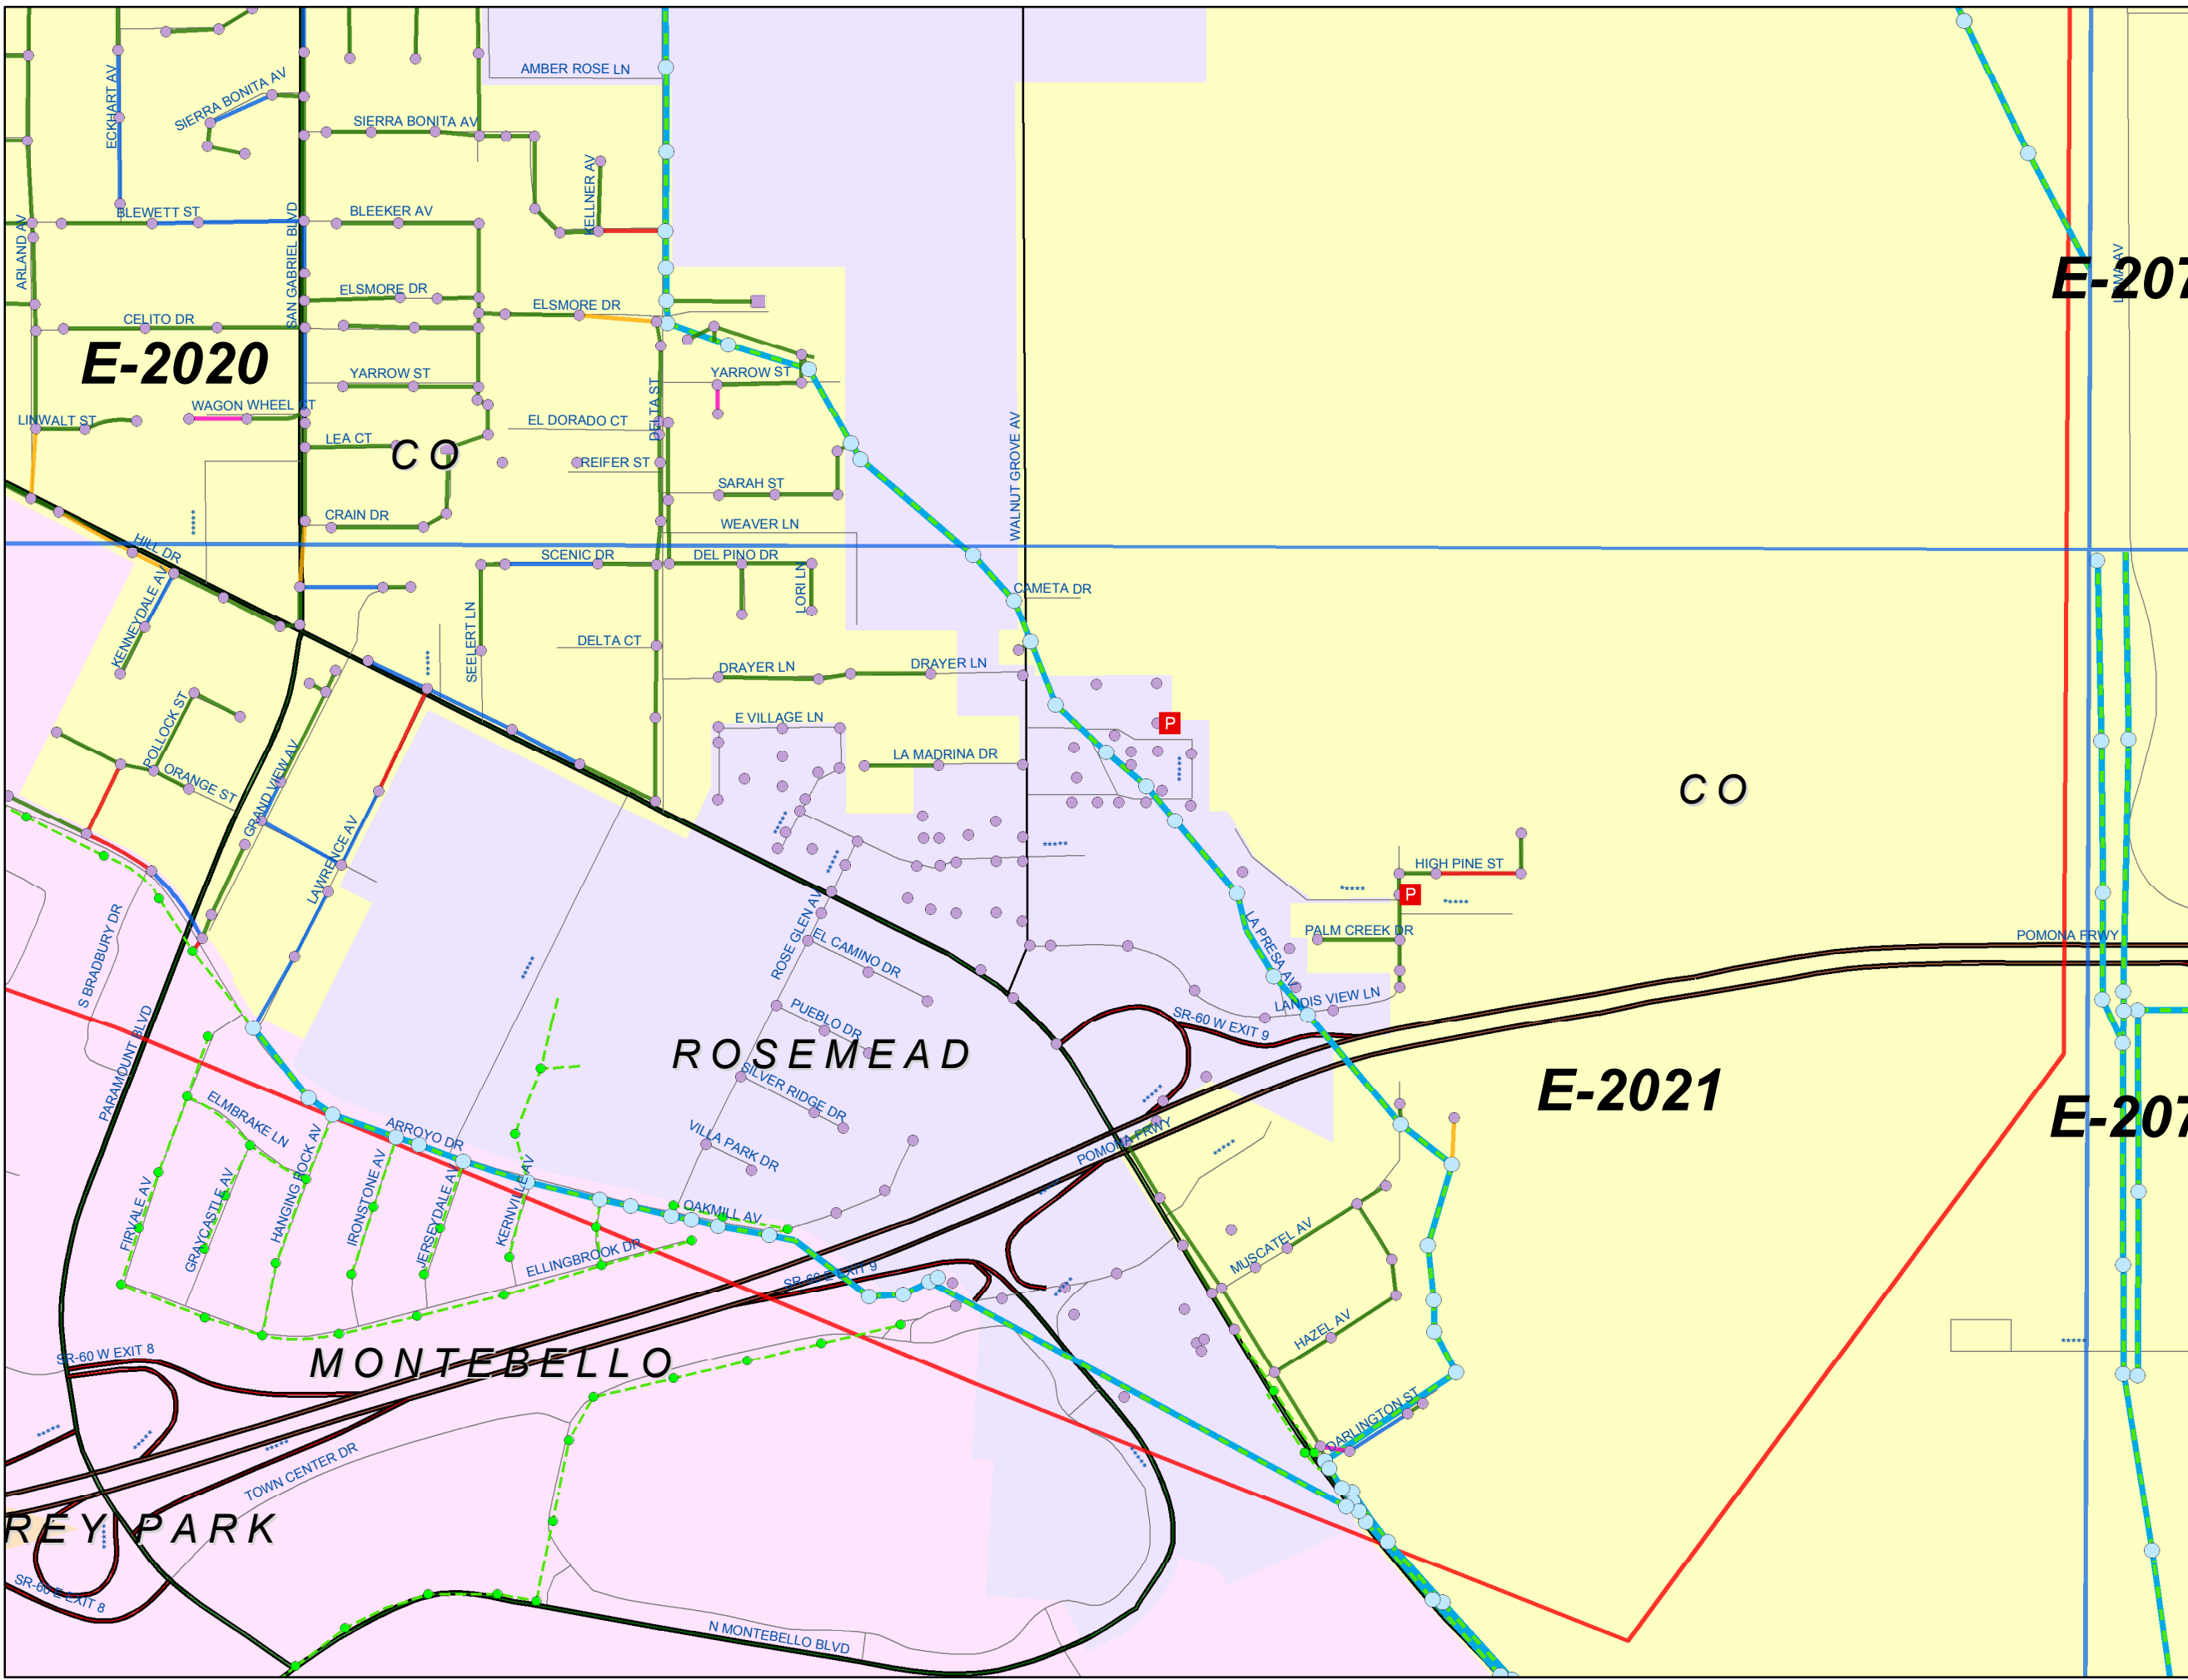 AMBER ROSE LN
ECKHART AV
SIERRA BONITA AV
SIERRA BONITA AV
KELLNER AV
BLEWETT ST
BLEEKER AV
ARLAND AV
SAN GABRIEL BLVD
E-207
ELSMORE DR
ELSMORE DR
CELITO DR
E-2020
YARROW ST
YARROW ST
DELTA ST
WAGON WHEEL CT
LINWALT ST
EL DORADO CT
LEA CT
CO
REIFER ST
WALNUT GROVE AV
SARAH ST
*****
CRAIN DR
WEAVER LN
HILL DR
SCENIC DR
DEL PINO DR
LORI LN
CAMETA DR
KENNEYDALE AV
SEELERT LN
DELTA CT
*****
DRAYER LN
DRAYER LN
POLLOCK ST
E VILLAGE LN
P
LA MADRINA DR
*****
CO
ORANGE ST
GRAND VIEW AV
LAWRENCE AV
*****
*****
*****
HIGH PINE ST
*****
P
*****
PALM CREEK DR
POMONA FRWY
S BRADBURY DR
ROSE GLEN AV
EL CAMINO DR
LA PRESA AV
*****
LANDIS VIEW LN
PUEBLO DR
SR-60 W EXIT 9
PARAMOUNT BLVD
ROSEMEAD
E-2021
E-207
SILVER RIDGE DR
*****
ELMBRAKE LN
ARROYO DR
VILLA PARK DR
POMONA FRWY
*****
*****
FIRVALE AV
GRAYCASTLE AV
HANGING ROCK AV
IRONSTONE AV
JERSEYDALE AV
KERNVILLE AV
OAKMILL AV
ELLINGBROOK DR
MUSCATEL AV
SR-60 E EXIT 9
*****
HAZEL AV
*****
SR-60 W EXIT 8
MONTEBELLO
DARLINGTON ST
*****
*****
*****
*****
TOWN CENTER DR
REY PARK
*****
SR-60 E EXIT 8
N MONTEBELLO BLVD